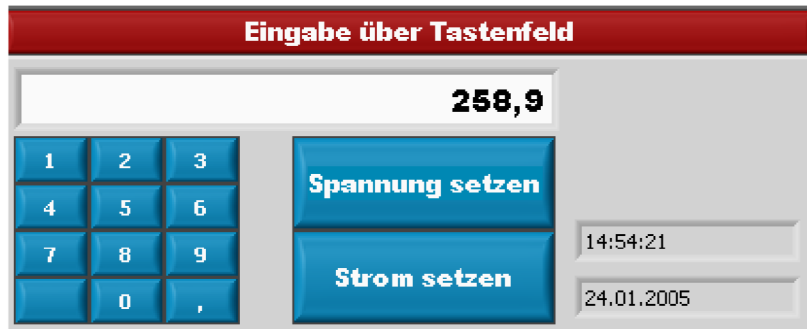 Eingabe über Tastenfeld
258,9
1 2 3
Spannung setzen
4 5 6
7 8 9
14:54:21
Strom setzen
0 ,
24.01.2005